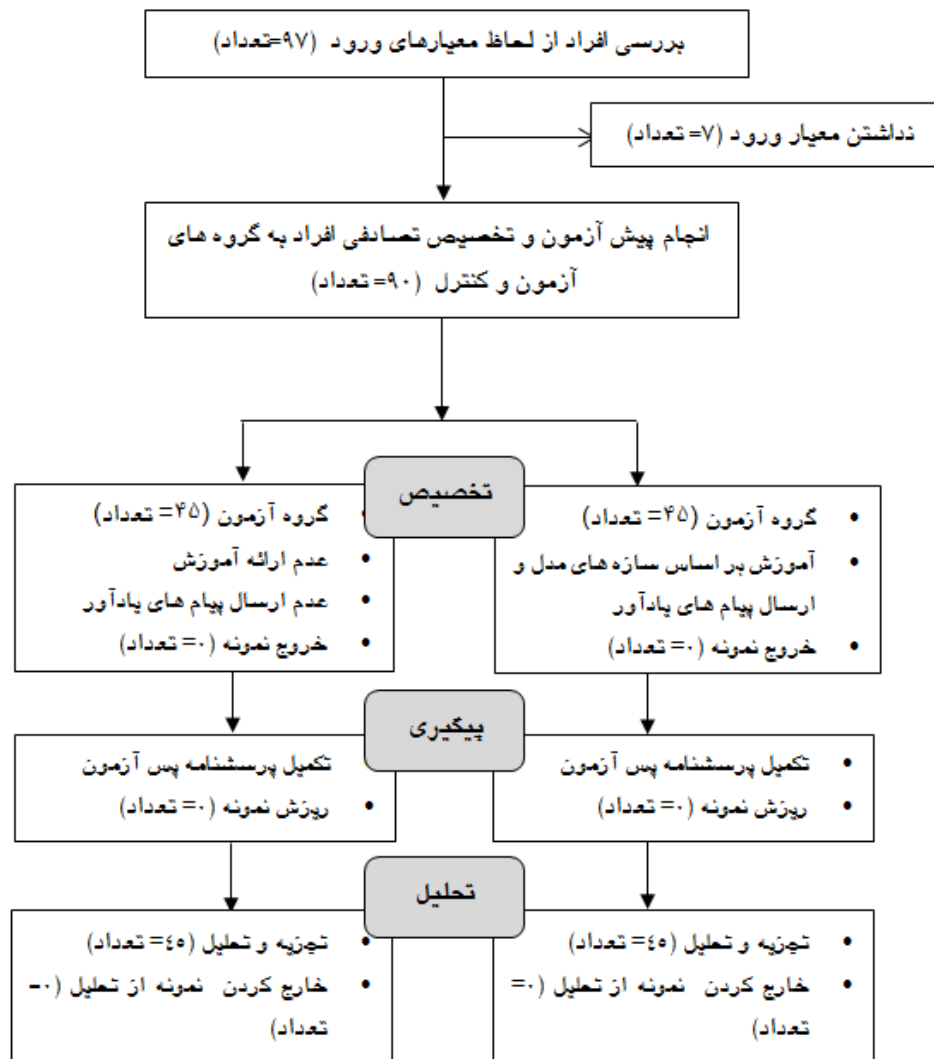 بررسی افراد از لحاظ معیارهای ورود (۹۷=تعداد)
نداشتن معیار ورود (۷= تعداد)
انجام پیش آزمون و تخصیص تصادفی افراد به گروه های
آزمون و کنترل (۹۰= تعداد)
تخصیص
• گروه آزمون (۴۵= تعداد)
• آموزش بر اساس سازه های مدل و
ارسال پیام های یادآور
• خروج نمونه (۰= تعداد)
• گروه آزمون (۴۵= تعداد)
• عدم ارائه آموزش
• عدم ارسال پیام های یادآور
• خروج نمونه (۰= تعداد)
پیگیری
• تکمیل پرسشنامه پس آزمون
• ریزش نمونه (۰= تعداد)
تکمیل پرسشنامه پس آزمون
• ریزش نمونه (۰= تعداد)
تحلیل
• تجزیه و تحلیل (٤٥= تعداد)
• خارج کردن نمونه از تحلیل (۰=
تعداد)
• تجزیه و تحلیل (٤٥= تعداد)
• خارج کردن نمونه از تحلیل (۰-
تعداد)